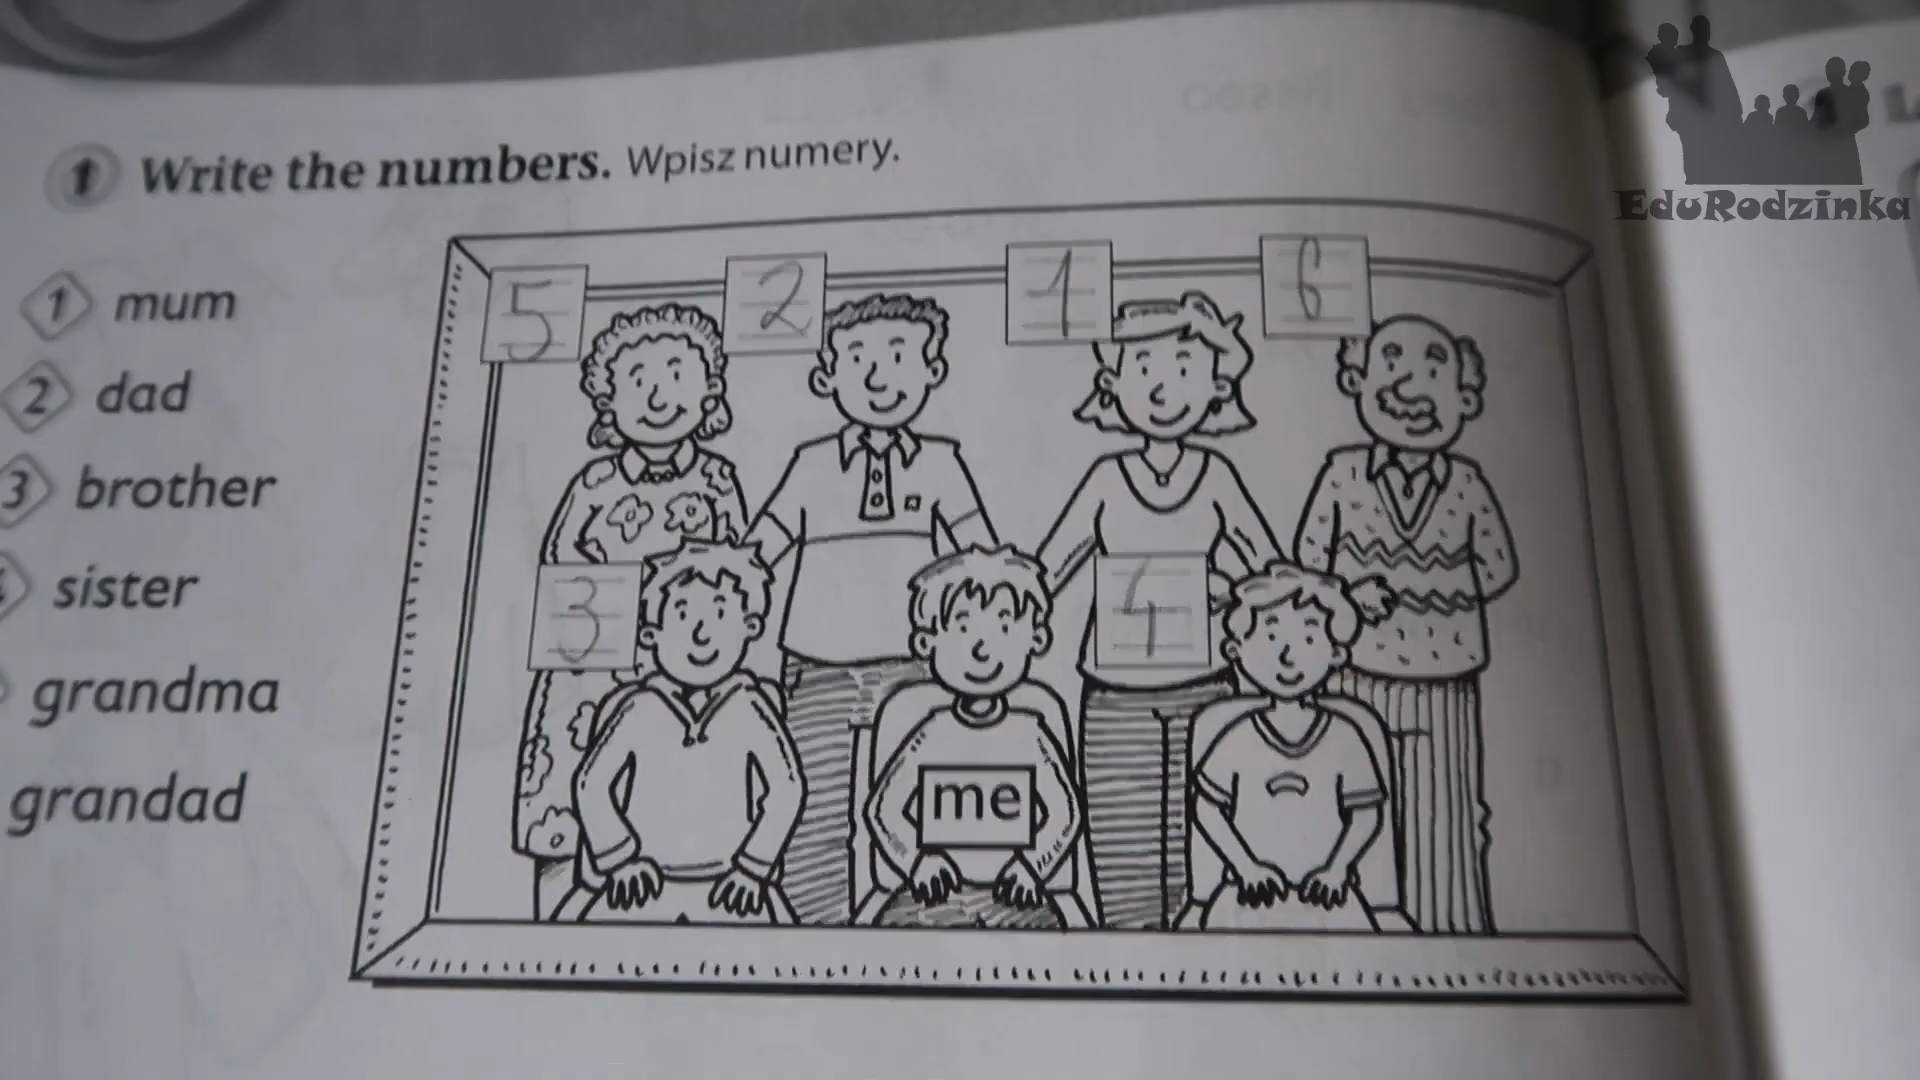 1 Write the numbers. Wpisz numery.
EduRodzinka
1 mum
2 dad
3 brother
sister
grandma
grandad
5 2 1 6
3 4
me